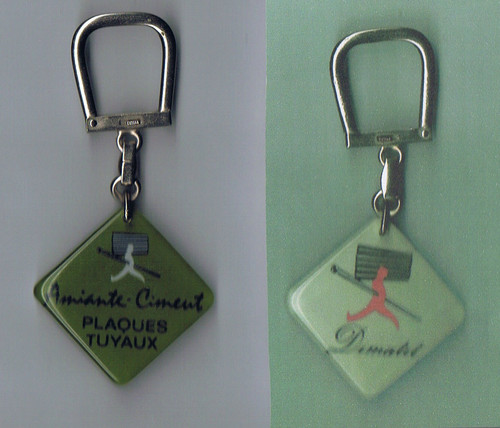 Amiante-Ciment
PLAQUES
TUYAUX
Dimatit